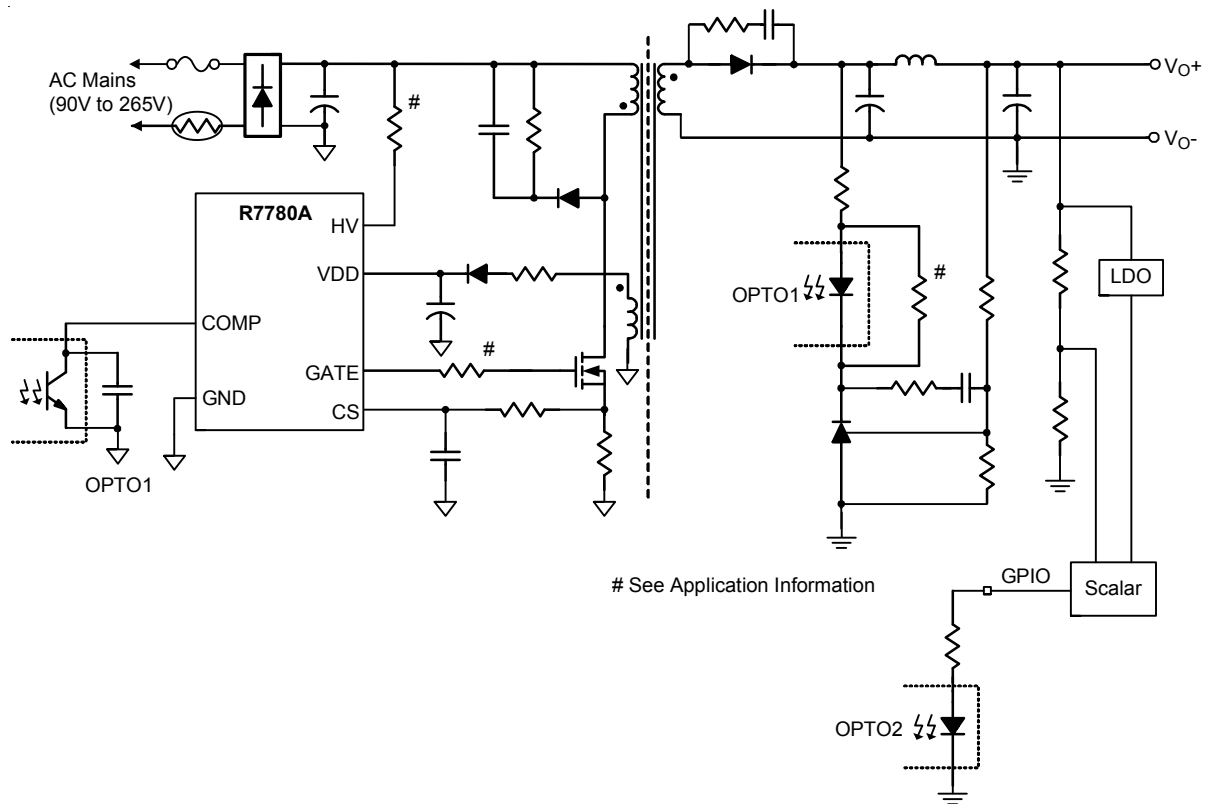 AC Mains
(90V to 265V)
#
R7780A
HV
VDD
COMP
GATE
GND
CS
#
OPTO1
VO+
VO-
OPTO1
#
LDO
# See Application Information
GPIO
Scalar
OPTO2